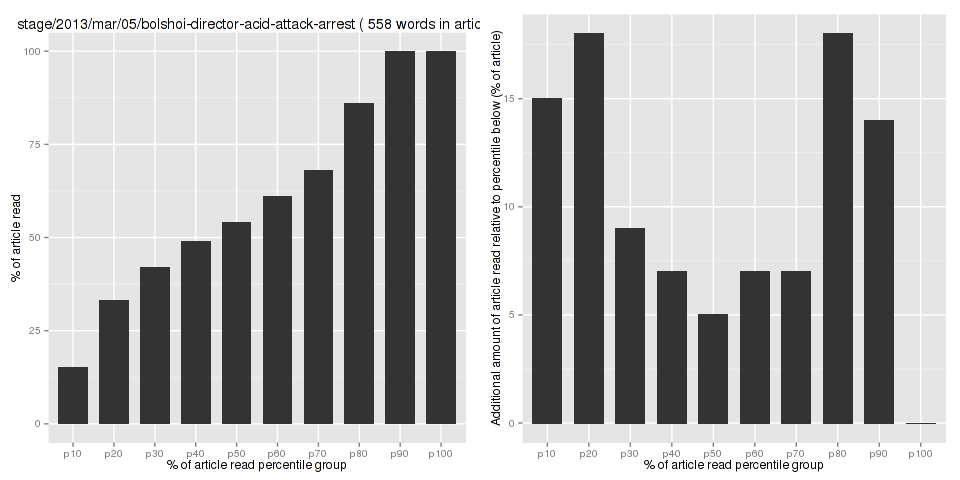 stage/2013/mar/05/bolshoi-director-acid-attack-arrest ( 558 words in artic
% of article read
100
75
50
25
0
p10 p20 p30 p40 p50 p60 p70 p80 p90 p100
% of article read percentile group
Additional amount of article read relative to percentile below (% of article)
15
10
5
0
p10 p20 p30 p40 p50 p60 p70 p80 p90 p100
% of article read percentile group